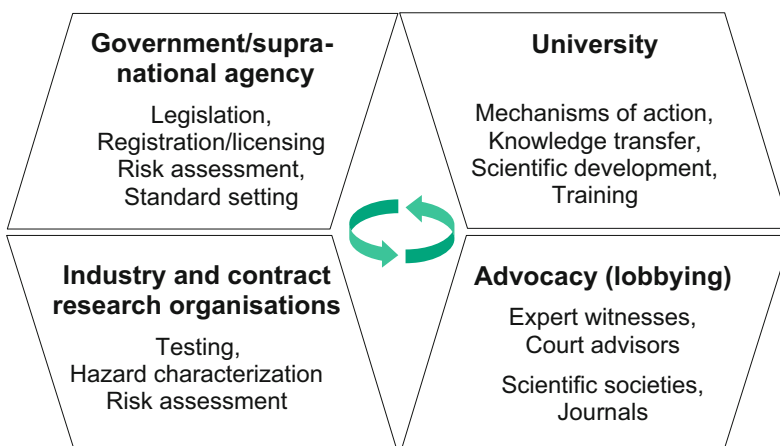 Government/supra-
national agency
Legislation,
Registration/licensing
Risk assessment,
Standard setting
University
Mechanisms of action,
Knowledge transfer,
Scientific development,
Training
Industry and contract
research organisations
Testing,
Hazard characterization
Risk assessment
Advocacy (lobbying)
Expert witnesses,
Court advisors
Scientific societies,
Journals